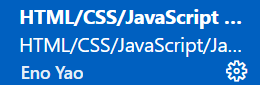 HTML/CSS/JavaScript ...
HTML/CSS/JavaScript/Ja...
Eno Yao